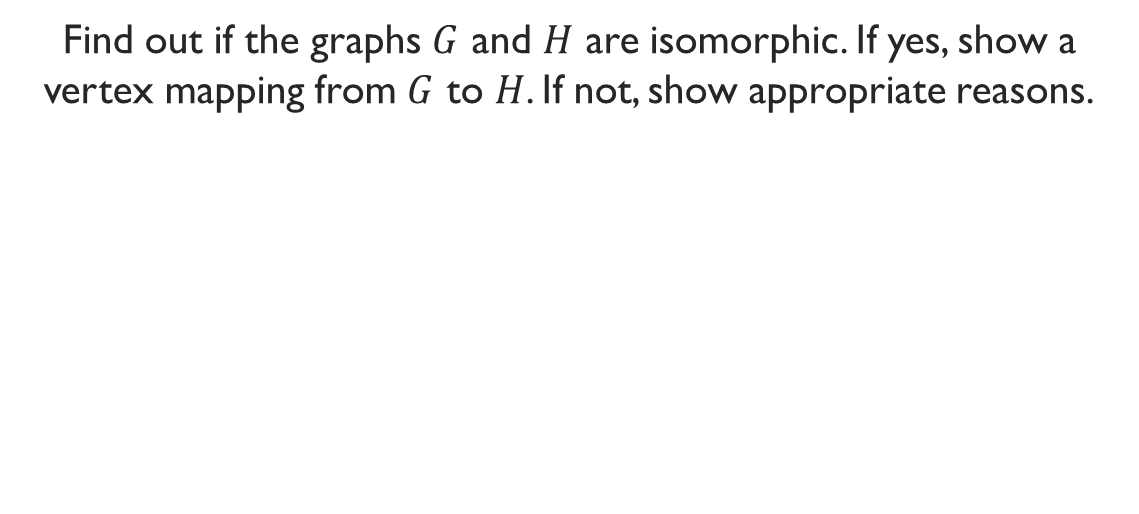 Find out if the graphs G and H are isomorphic. If yes, show a
vertex mapping from G to H. If not, show appropriate reasons.